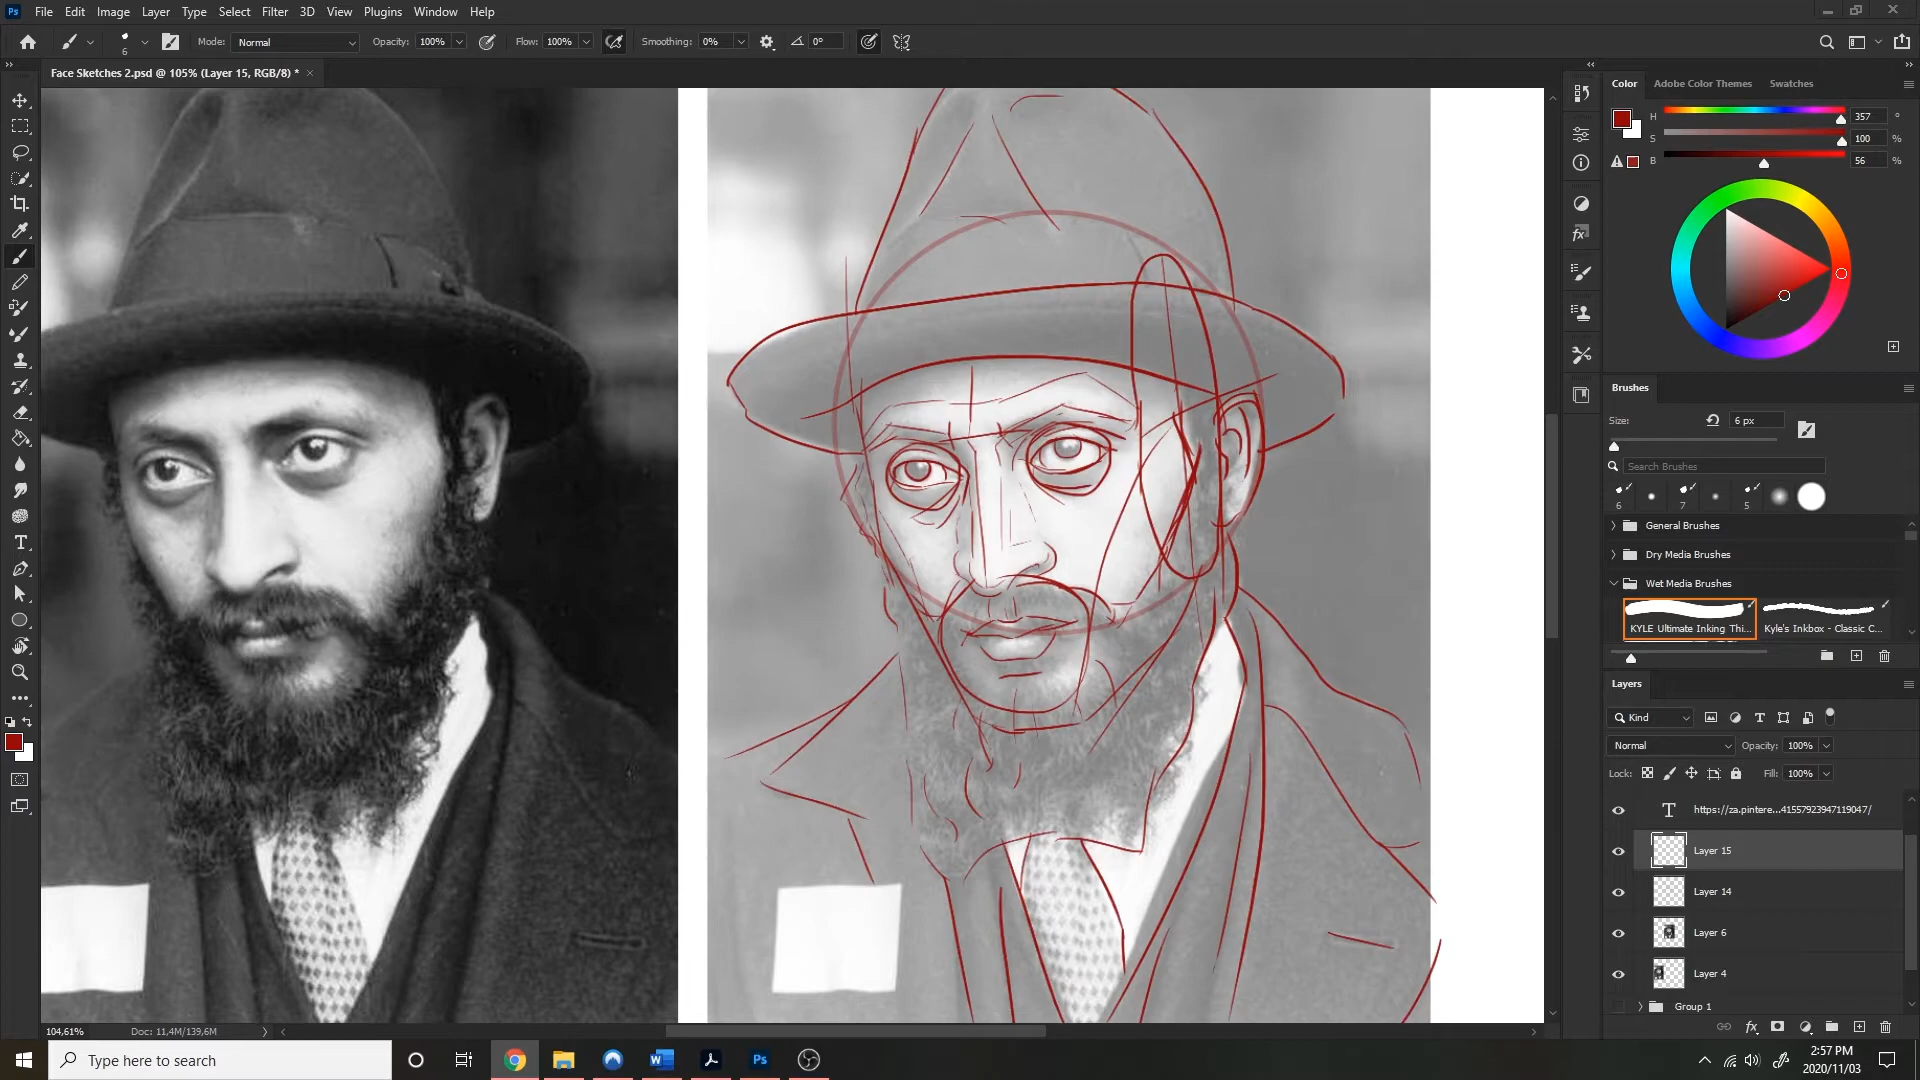 Ps File Edit Image Layer Type Select Filter 3D View Plugins Window Help
6 Mode: Normal Opacity: 100% Flow: 100% Smoothing: 0% 0°
Face Sketches 2.psd @ 105% (Layer 15, RGB/8) *
Color Adobe Color Themes Swatches
H 357 °
S 100 %
B 56 %
Brushes
Size: 6 px
Search Brushes
6 7 5
General Brushes
Dry Media Brushes
Wet Media Brushes
KYLE Ultimate Inking Thi... Kyle's Inkbox - Classic C...
Layers
Kind
Normal Opacity: 100%
Lock: Fill: 100%
https://za.pintere...41557923947119047/
Layer 15
Layer 14
Layer 6
Layer 4
Group 1
104,61% Doc: 11,4M/139,6M
Type here to search
2:57 PM
2020/11/03